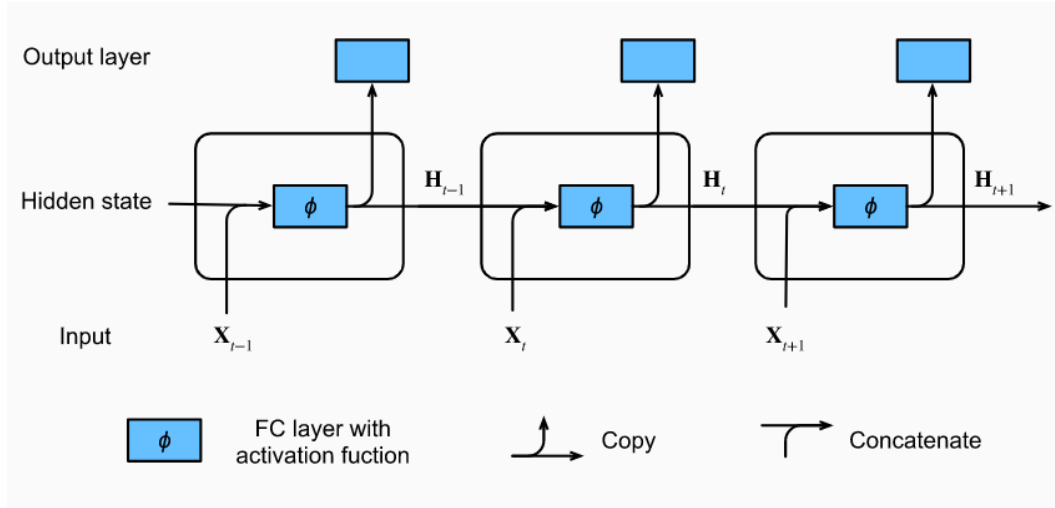 Output layer
Hidden state
ϕ
H_{t−1}
ϕ
H_t
ϕ
H_{t+1}
Input
X_{t−1}
X_t
X_{t+1}
ϕ
FC layer with
activation fuction
Copy
Concatenate